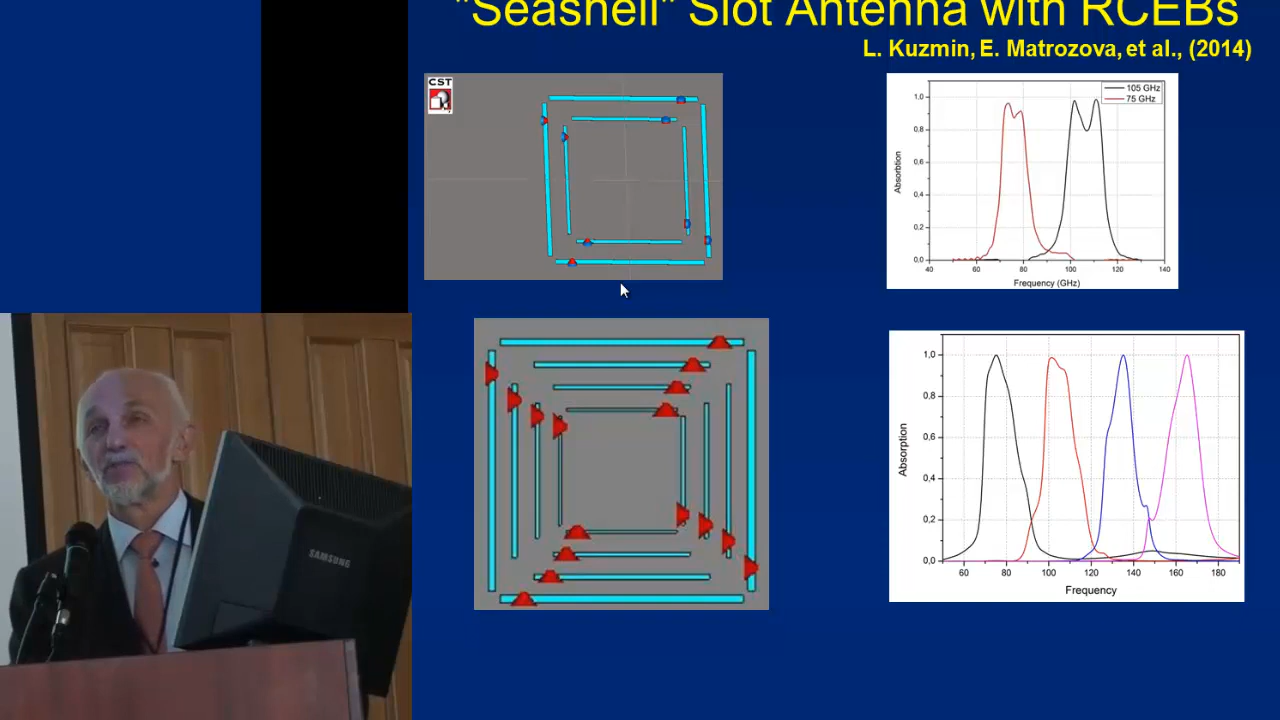 "Seashell" Slot Antenna with RCEBs
L. Kuzmin, E. Matrozova, et al., (2014)
CST
1,0
0,8
0,6
0,4
0,2
0,0
Absorbtion
105 GHz
75 GHz
40 60 80 100 120 140
Frequency (GHz)
1,0
0,8
0,6
0,4
0,2
0,0
Absorption
60 80 100 120 140 160 180
Frequency
SAMSUNG